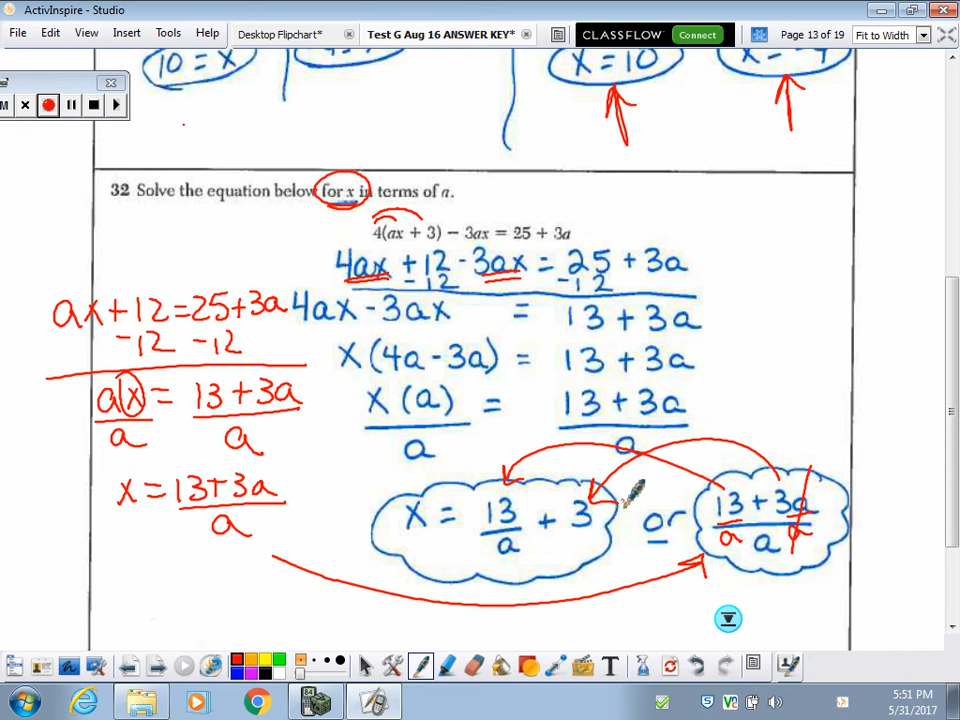 ActivInspire - Studio
File Edit View Insert Tools Help Desktop Flipchart* Test G Aug 16 ANSWER KEY* CLASSFLOW Connect Page 13 of 19 Fit to Width
M
10 = x
x = 10
32 Solve the equation below for x in terms of a.
4(ax + 3) − 3ax = 25 + 3a
4ax + 12 - 3ax = 25 + 3a
-12 -12
4ax - 3ax = 13 + 3a
x(4a - 3a) = 13 + 3a
x(a) = 13 + 3a
a a
x = 13/a + 3 or 13 + 3a / a
a a
ax + 12 = 25 + 3a
-12 -12
ax = 13 + 3a
a a
x = 13 + 3a
a
T
5:51 PM
5/31/2017